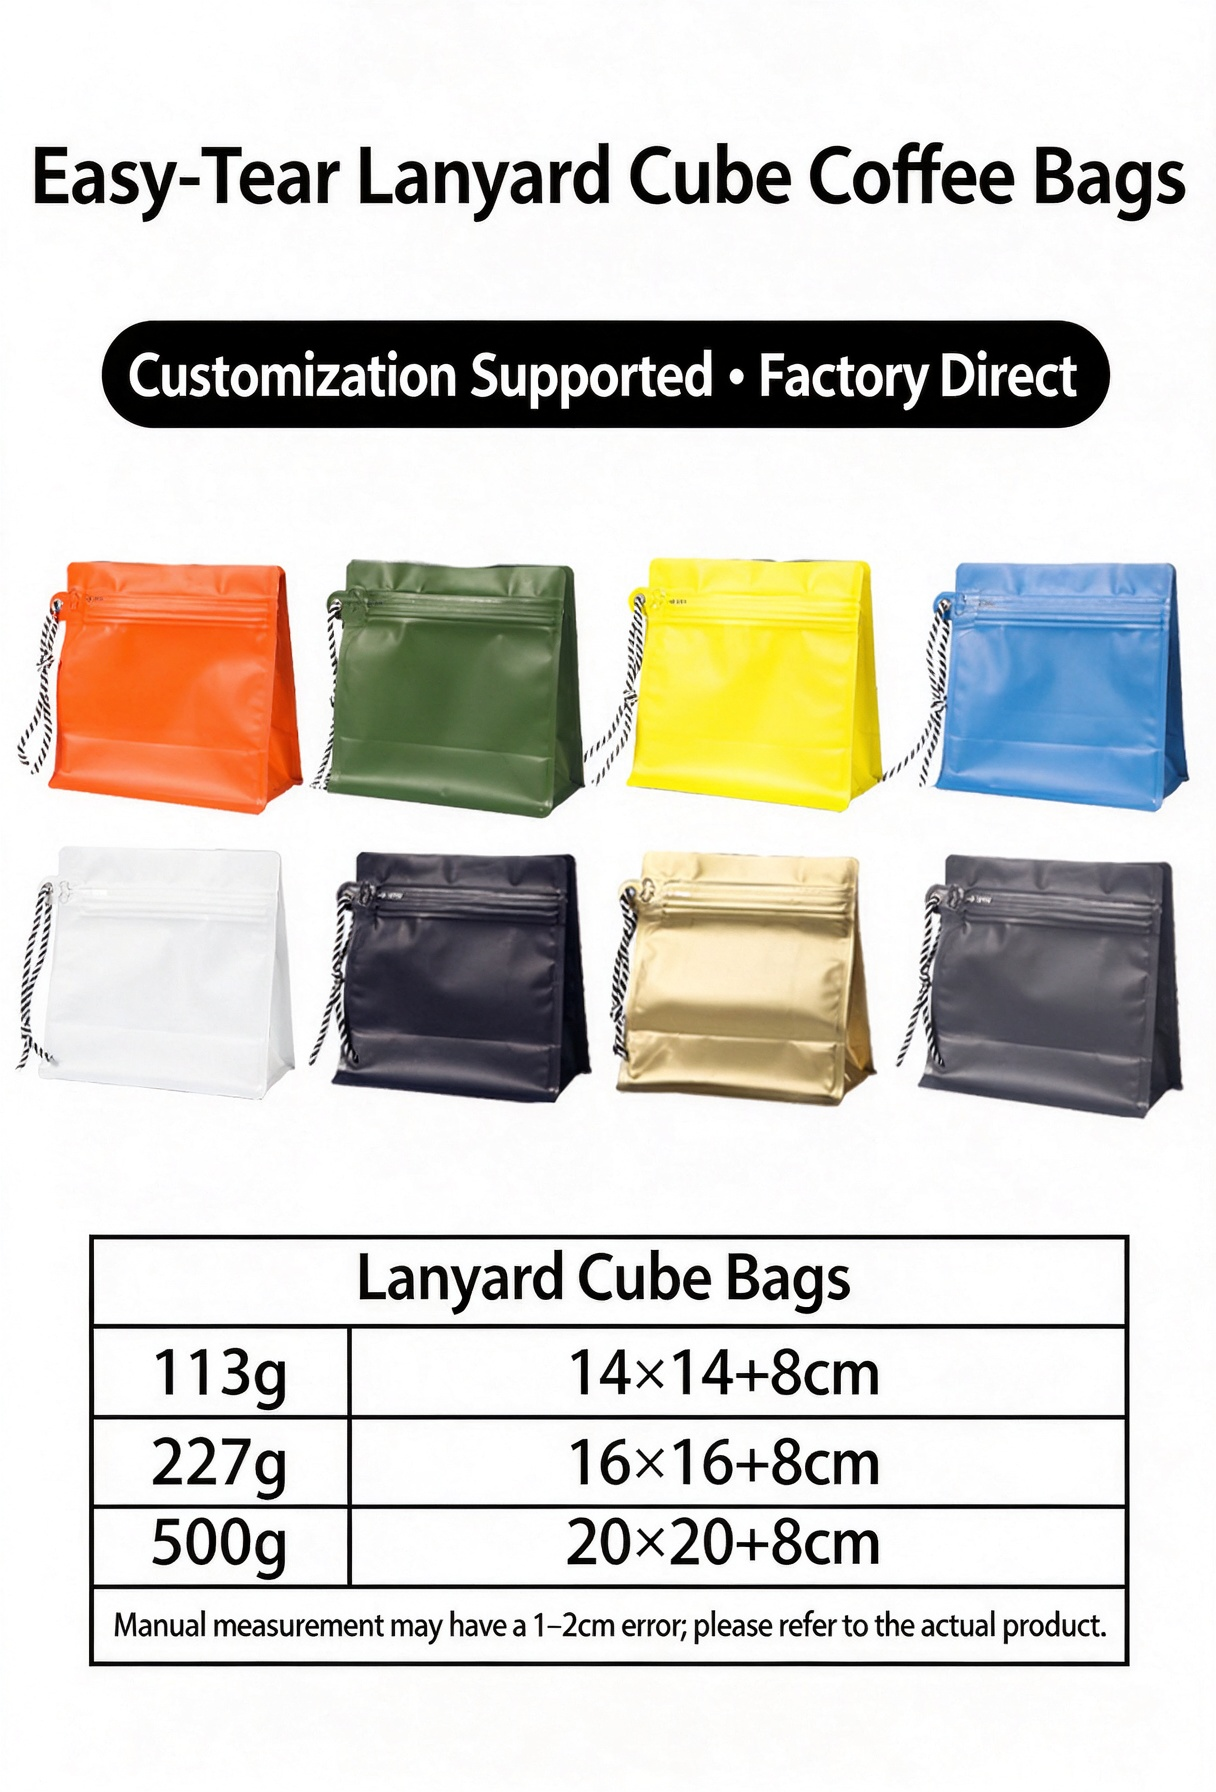 Easy-Tear Lanyard Cube Coffee Bags
Customization Supported • Factory Direct
Lanyard Cube Bags
113g 14×14+8cm
227g 16×16+8cm
500g 20×20+8cm
Manual measurement may have a 1–2cm error; please refer to the actual product.